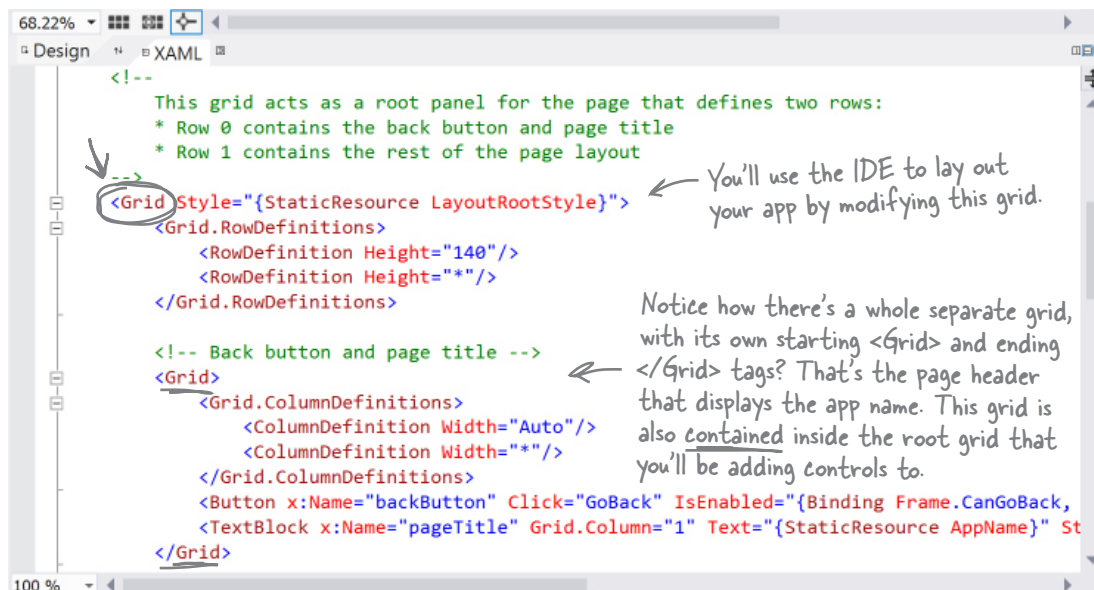 68.22%
Design XAML
<!--
This grid acts as a root panel for the page that defines two rows:
* Row 0 contains the back button and page title
* Row 1 contains the rest of the page layout
-->
<Grid Style="{StaticResource LayoutRootStyle}">
You'll use the IDE to lay out
your app by modifying this grid.
<Grid.RowDefinitions>
<RowDefinition Height="140"/>
<RowDefinition Height="*"/>
</Grid.RowDefinitions>
Notice how there's a whole separate grid,
with its own starting <Grid> and ending
</Grid> tags? That's the page header
that displays the app name. This grid is
also contained inside the root grid that
you'll be adding controls to.
<!-- Back button and page title -->
<Grid>
<Grid.ColumnDefinitions>
<ColumnDefinition Width="Auto"/>
<ColumnDefinition Width="*"/>
</Grid.ColumnDefinitions>
<Button x:Name="backButton" Click="GoBack" IsEnabled="{Binding Frame.CanGoBack,
<TextBlock x:Name="pageTitle" Grid.Column="1" Text="{StaticResource AppName}" St
</Grid>
100 %